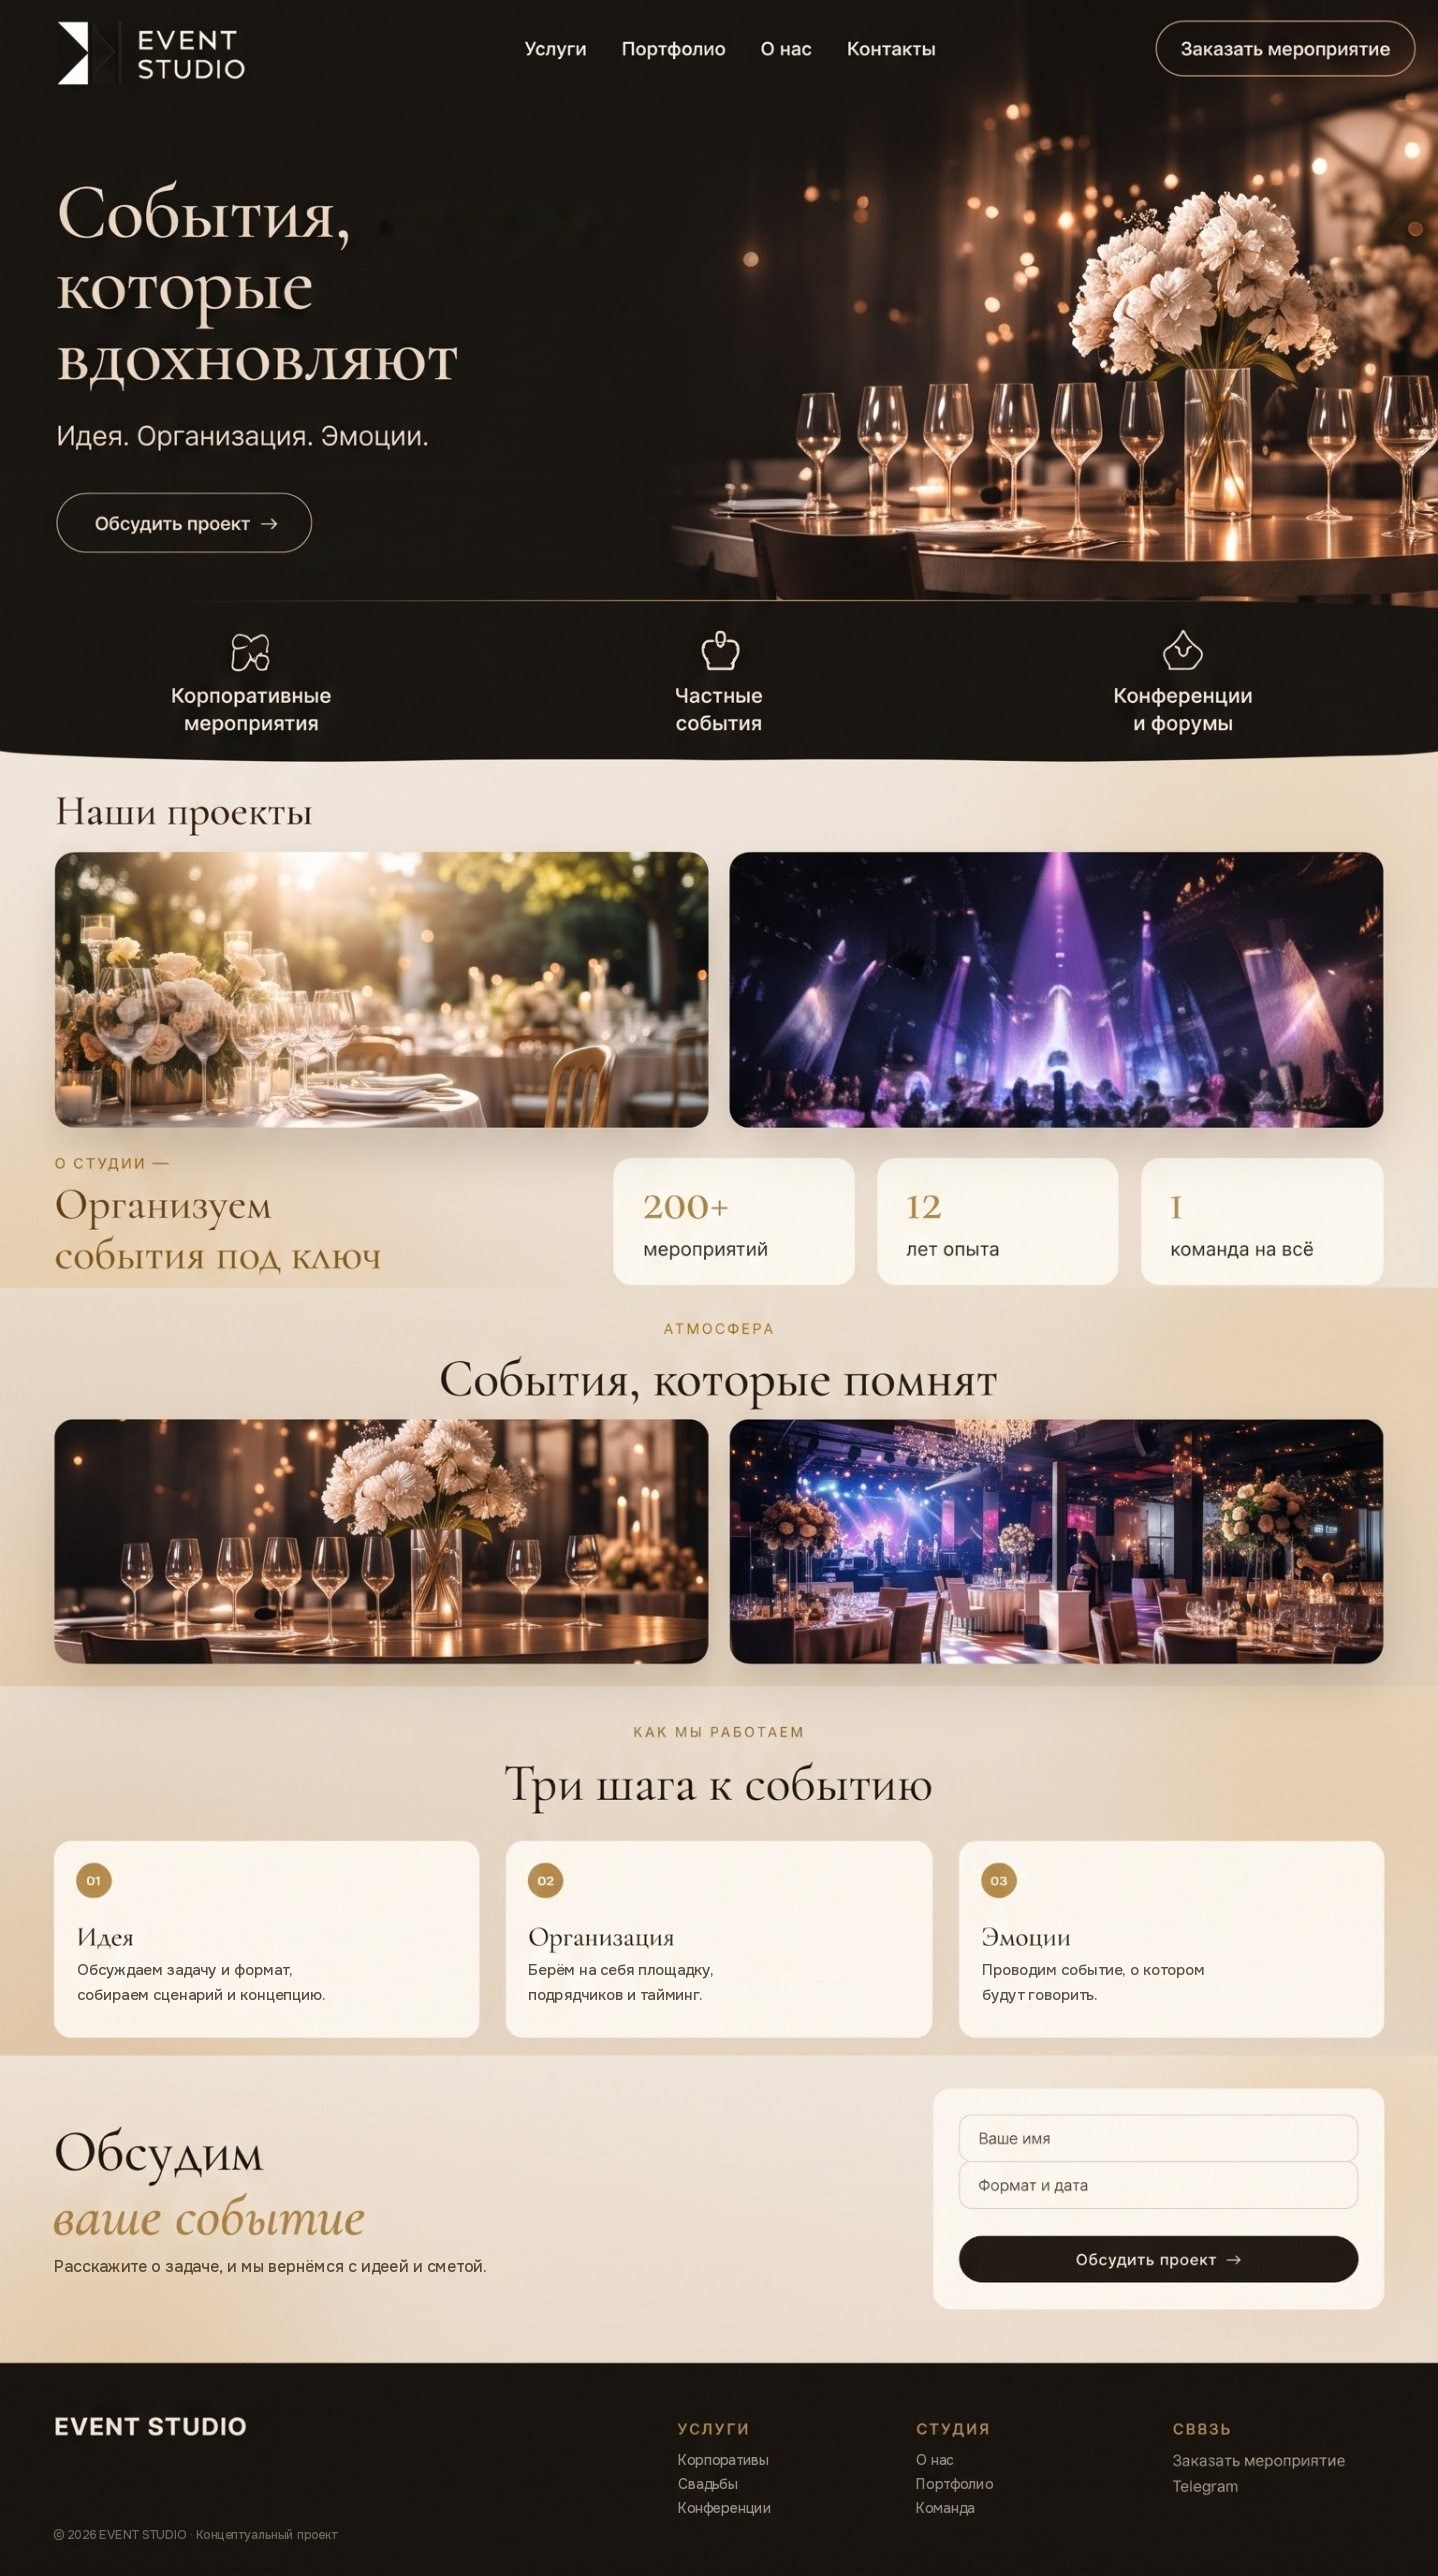 EVENT
STUDIO
Услуги Портфолио О нас Контакты
Заказать мероприятие
События,
которые
вдохновляют
Идея. Организация. Эмоции.
Обсудить проект →
Корпоративные
мероприятия
Частные
события
Конференции
и форумы
Наши проекты
О СТУДИИ —
Организуем
события под ключ
200+
мероприятий
12
лет опыта
1
команда на всё
АТМОСФЕРА
События, которые помнят
КАК МЫ РАБОТАЕМ
Три шага к событию
01
Идея
Обсуждаем задачу и формат,
собираем сценарий и концепцию.
02
Организация
Берём на себя площадку,
подрядчиков и тайминг.
03
Эмоции
Проводим событие, о котором
будут говорить.
Обсудим
ваше событие
Расскажите о задаче, и мы вернёмся с идеей и сметой.
Ваше имя
Формат и дата
Обсудить проект →
EVENT STUDIO
УСЛУГИ
Корпоративы
Свадьбы
Конференции
СТУДИЯ
О нас
Портфолио
Команда
СВВЗЬ
Заказать мероприятие
Telegram
© 2026 EVENT STUDIO · Концептуальный проект